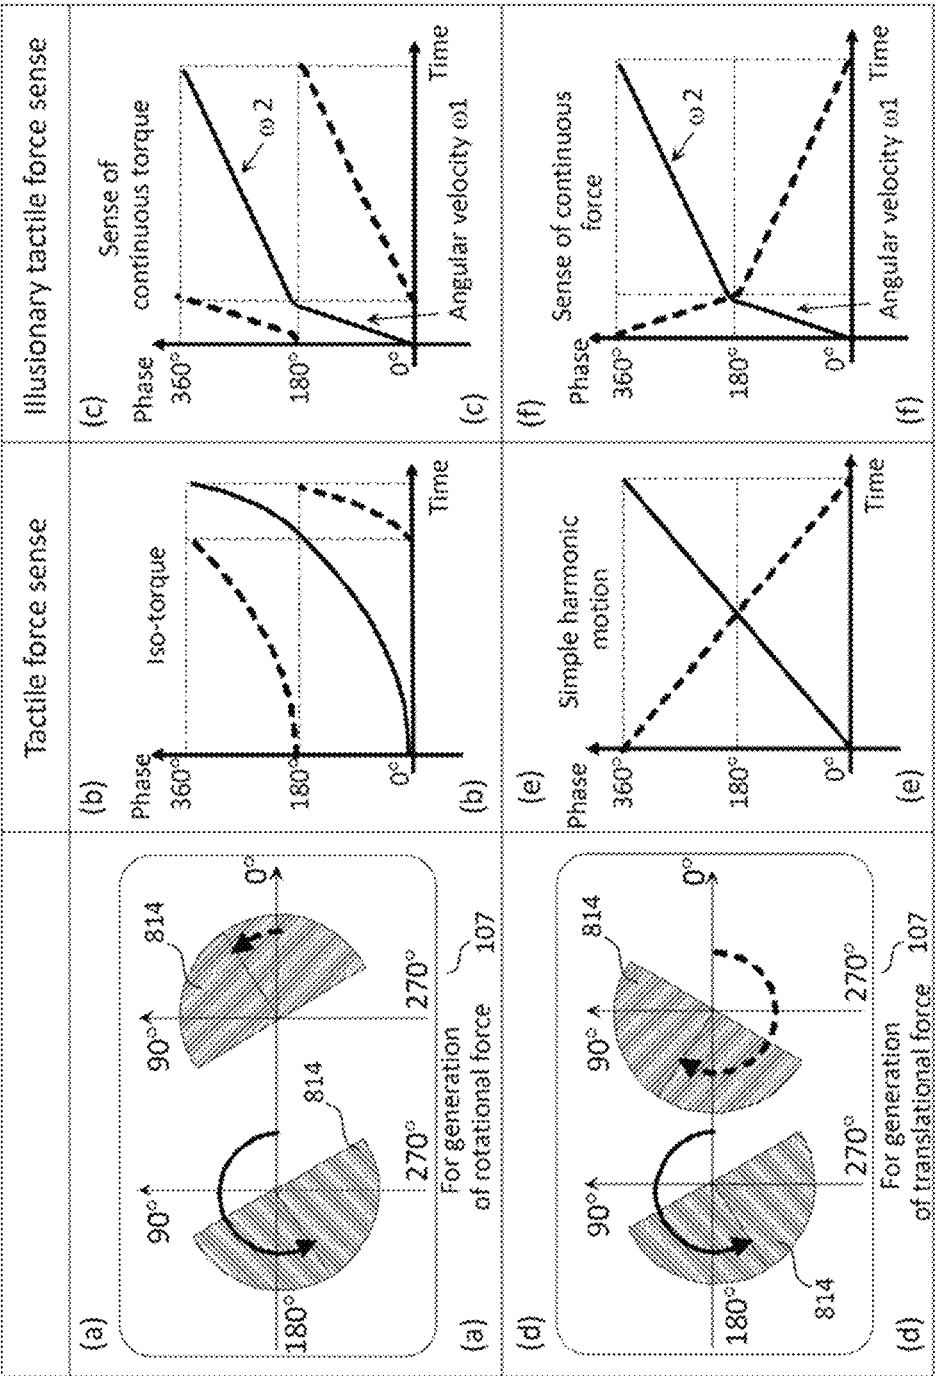 Tactile force sense
Illusionary tactile force sense
(a)
814
814
90°
90°
180°
0°
270°
270°
For generation
of rotational force
107
(a)
(b)
Phase
Iso-torque
360°
180°
0°
Time
(b)
(c)
Phase
Sense of
continuous torque
360°
180°
0°
ω2
Time
Angular velocity ω1
(c)
(d)
814
90°
90°
180°
0°
270°
270°
814
For generation
of translational force
107
(d)
(e)
Phase
Simple harmonic
motion
360°
180°
0°
Time
(e)
(f)
Phase
Sense of continuous
force
360°
180°
0°
ω2
Time
Angular velocity ω1
(f)